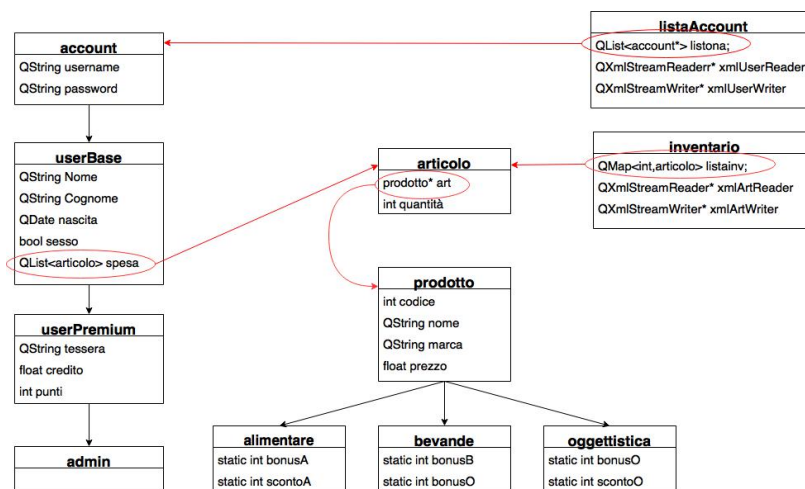 account
QString username
QString password
listaAccount
QList<account*> listona;
QXmlStreamReaderr* xmlUserReader
QXmlStreamWriter* xmlUserWriter
userBase
QString Nome
QString Cognome
QDate nascita
bool sesso
QList<articolo> spesa
articolo
prodotto* art
int quantità
inventario
QMap<int,articolo> listainv;
QXmlStreamReader* xmlArtReader
QXmlStreamWriter* xmlArtWriter
prodotto
int codice
QString nome
QString marca
float prezzo
userPremium
QString tessera
float credito
int punti
admin
alimentare
static int bonusA
static int scontoA
bevande
static int bonusB
static int bonusO
oggettistica
static int bonusO
static int scontoO